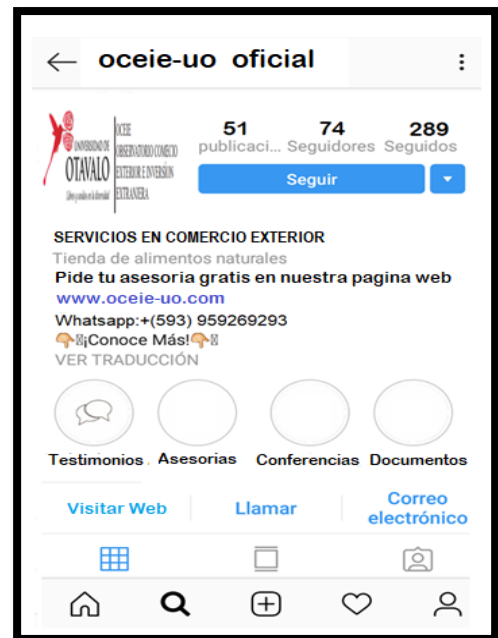 oceie-uo oficial
UNIVERSIDAD DE
OTAVALO
OCEIE
OBSERVATORIO COMECIO
EXTERIOR E INVERSIÓN
EXTRANJERA
51 74 289
publicaci... Seguidores Seguidos
Seguir
SERVICIOS EN COMERCIO EXTERIOR
Tienda de alimentos naturales
Pide tu asesoria gratis en nuestra pagina web
www.oceie-uo.com
Whatsapp:+(593) 959269293
¡Conoce Más!
VER TRADUCCIÓN
Testimonios Asesorias Conferencias Documentos
Visitar Web Llamar Correo electrónico